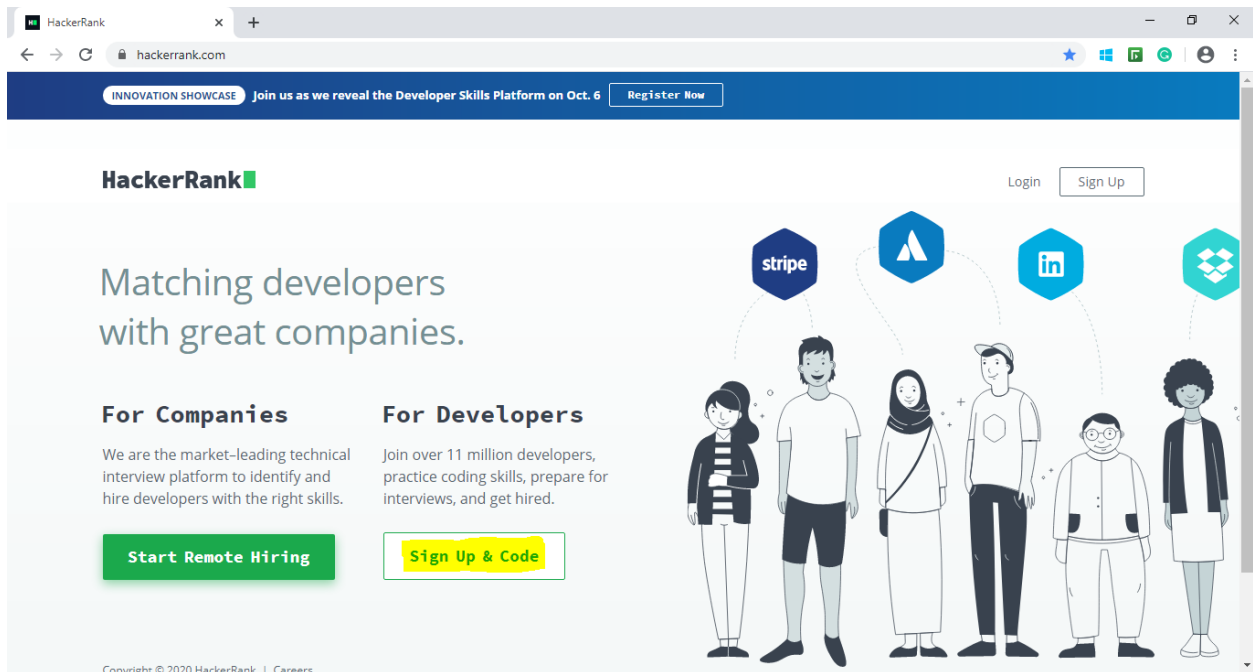 HackerRank
hackerrank.com
INNOVATION SHOWCASE Join us as we reveal the Developer Skills Platform on Oct. 6 Register Now
HackerRank
Login Sign Up
stripe
in
Matching developers
with great companies.
For Companies
We are the market–leading technical
interview platform to identify and
hire developers with the right skills.
Start Remote Hiring
For Developers
Join over 11 million developers,
practice coding skills, prepare for
interviews, and get hired.
Sign Up & Code
Copyright © 2020 HackerRank | Careers